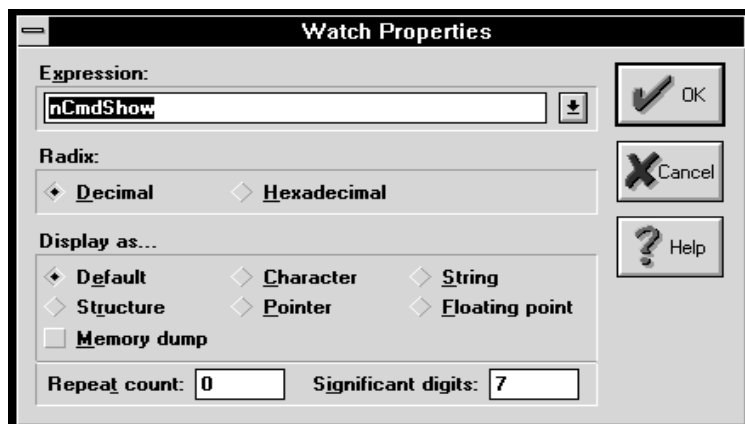 Watch Properties
Expression:
nCmdShow
OK
Radix:
Decimal Hexadecimal
Cancel
Display as...
Help
Default Character String
Structure Pointer Floating point
Memory dump
Repeat count: 0 Significant digits: 7